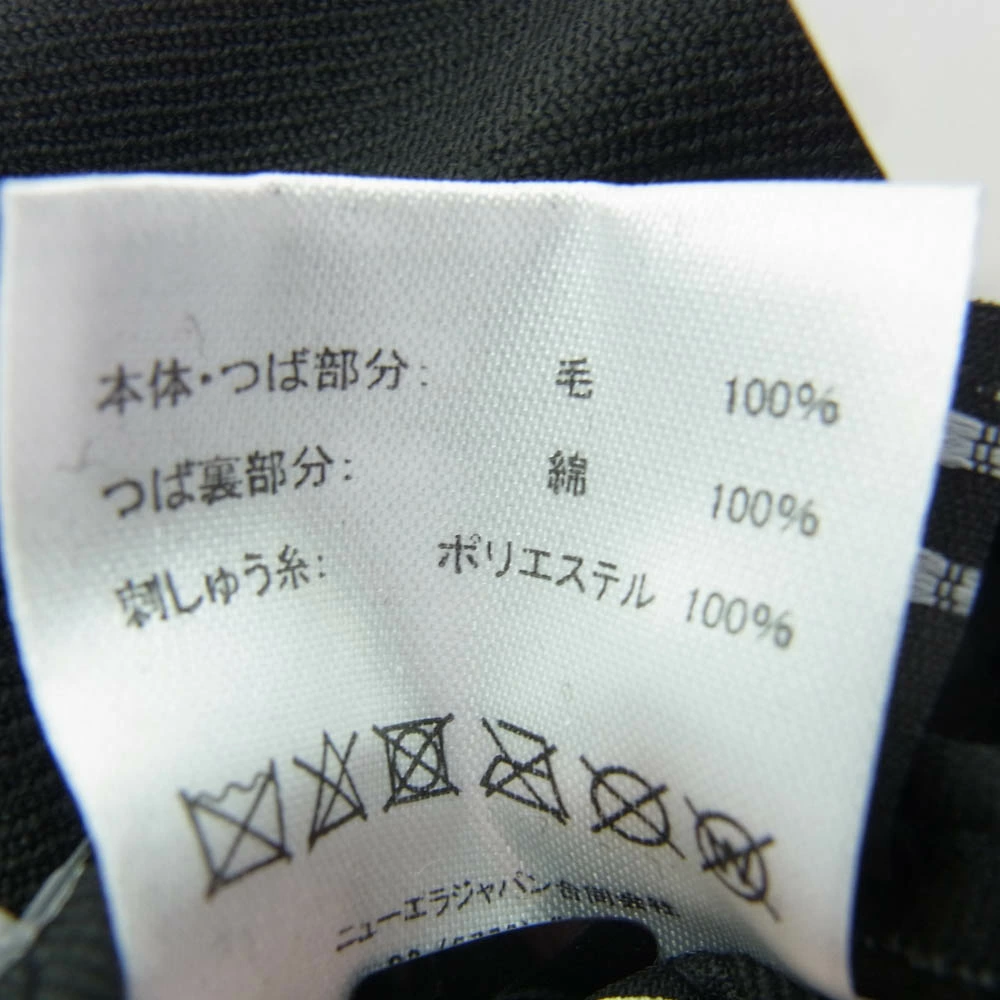 本体・つば部分: 毛 100%
つば裏部分: 綿 100%
刺しゅう糸: ポリエステル 100%
ニューエラジャパン合同会社